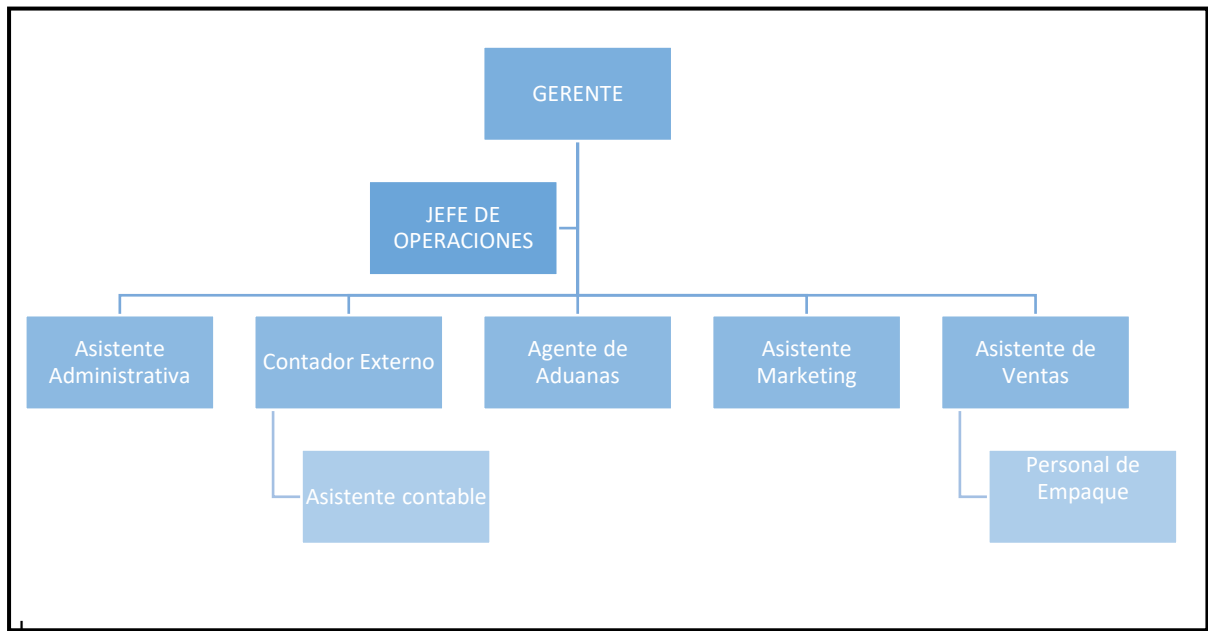 GERENTE
JEFE DE
OPERACIONES
Asistente
Administrativa
Contador Externo
Agente de
Aduanas
Asistente
Marketing
Asistente de
Ventas
Asistente contable
Personal de
Empaque